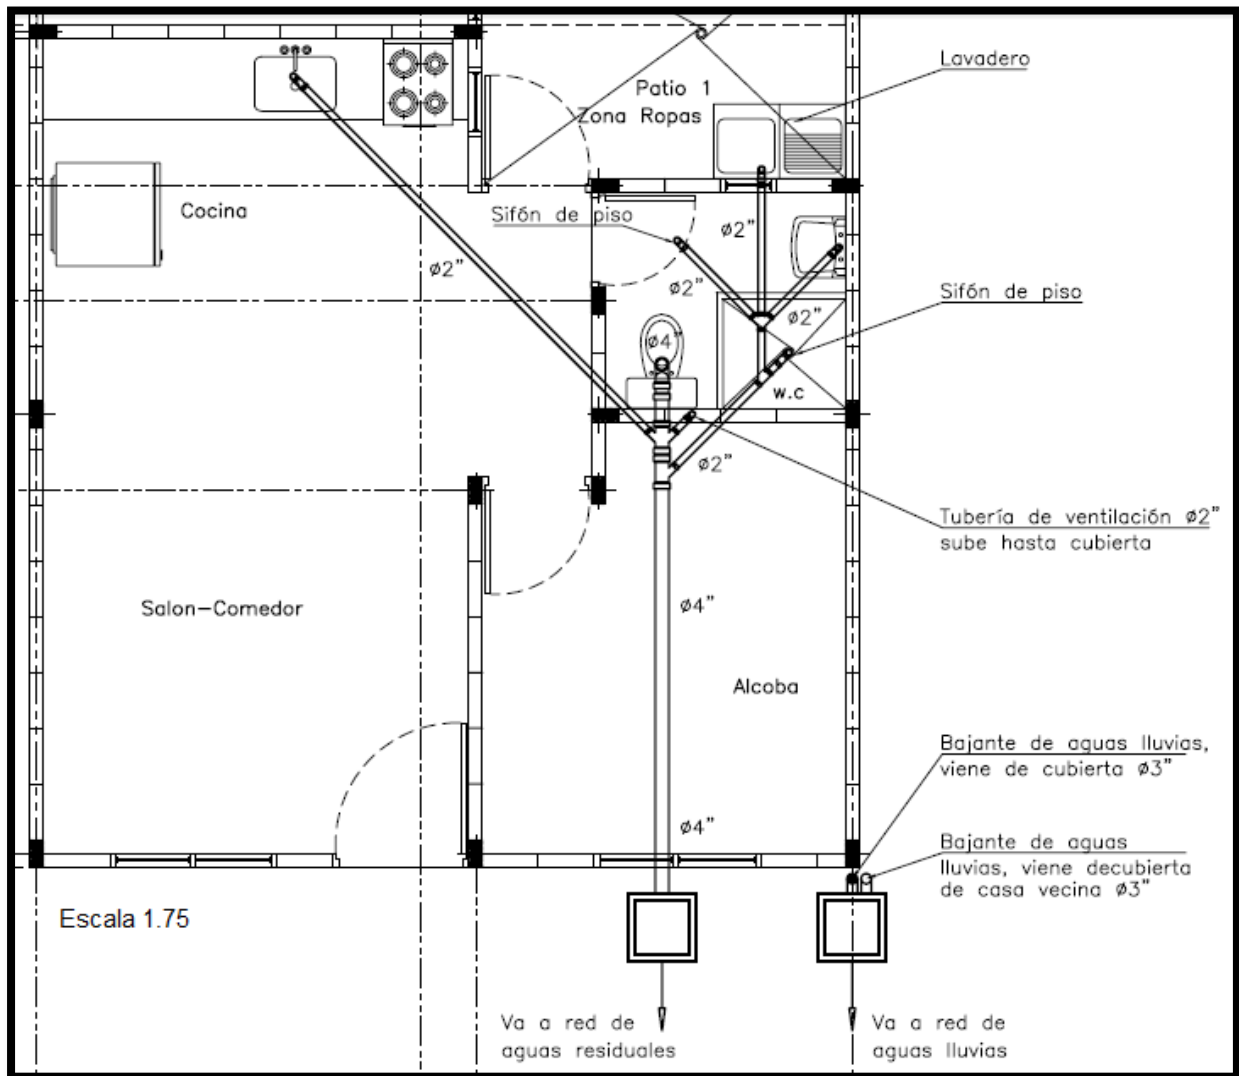 Lavadero
Patio 1
Zona Ropas
Cocina
Sifón de piso
ø2"
ø2"
ø2"
ø2"
Sifón de piso
ø4"
w.c
ø2"
Tubería de ventilación ø2"
sube hasta cubierta
Salon-Comedor
ø4"
Alcoba
Bajante de aguas lluvias,
viene de cubierta ø3"
ø4"
Bajante de aguas
lluvias, viene decubierta
de casa vecina ø3"
Escala 1.75
Va a red de
aguas residuales
Va a red de
aguas lluvias